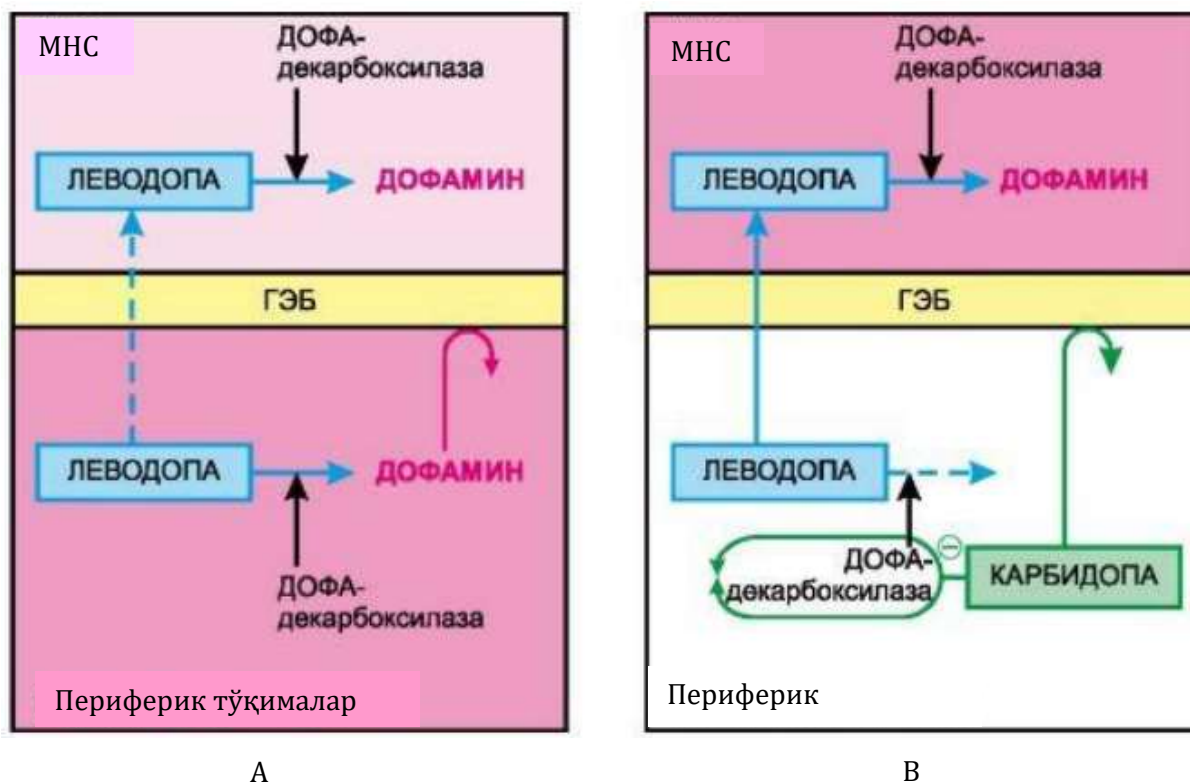 МНС
ДОФА-
декарбоксилаза
ЛЕВОДОПА
ДОФАМИН
ГЭБ
ЛЕВОДОПА
ДОФАМИН
ДОФА-
декарбоксилаза
Периферик тўқималар
А
МНС
ДОФА-
декарбоксилаза
ЛЕВОДОПА
ДОФАМИН
ГЭБ
ЛЕВОДОПА
ДОФА-
декарбоксилаза
КАРБИДОПА
Периферик
В